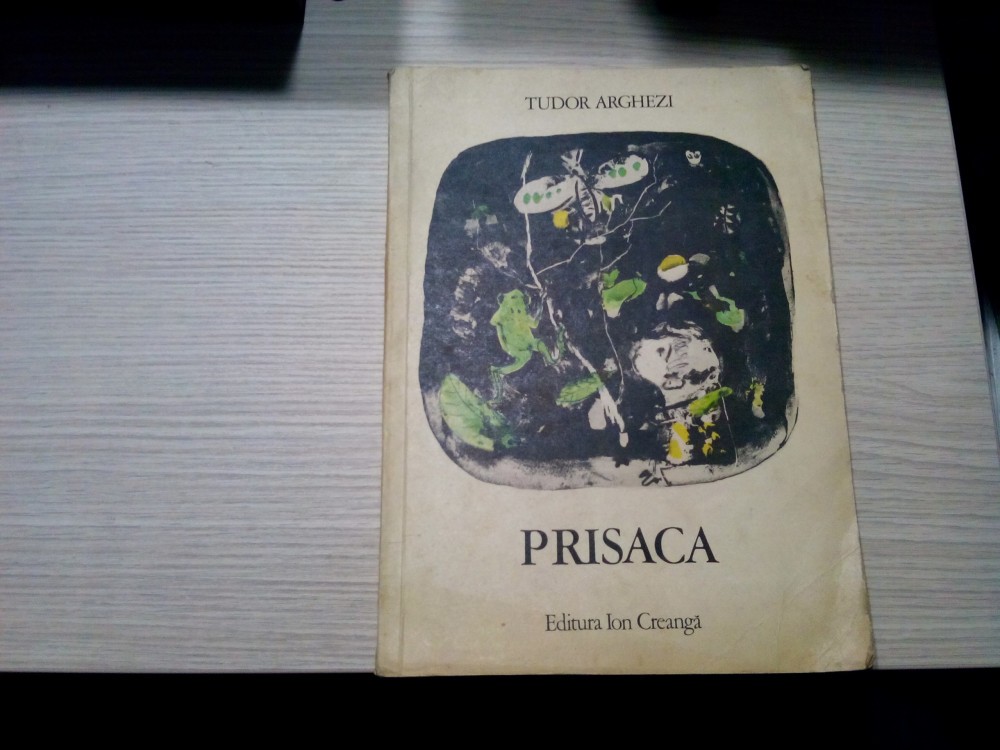 TUDOR ARGHEZI
PRISACA
Editura Ion Creangă